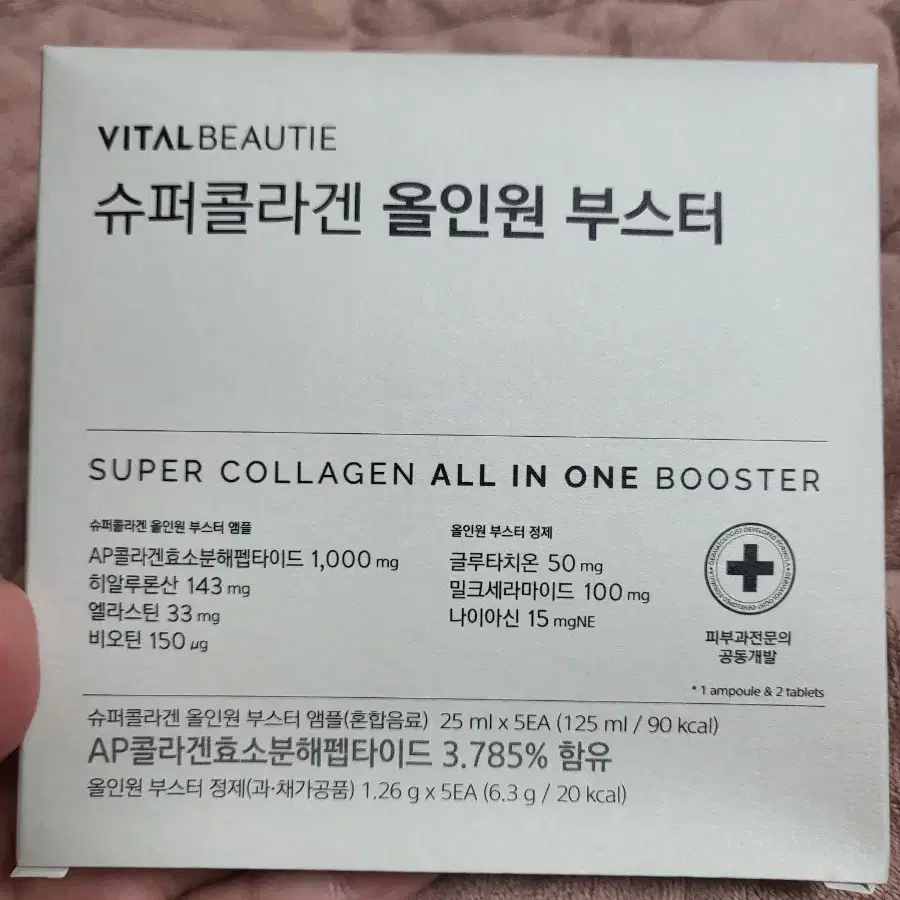 VITALBEAUTIE
슈퍼콜라겐 올인원 부스터
SUPER COLLAGEN ALL IN ONE BOOSTER
슈퍼콜라겐 올인원 부스터 앰플
AP콜라겐효소분해펩타이드 1,000 mg
히알루론산 143 mg
엘라스틴 33 mg
비오틴 150 μg
올인원 부스터 정제
글루타치온 50 mg
밀크세라마이드 100 mg
나이아신 15 mgNE
DERMATOLOGIST-DEVELOPED FORMULA
피부과전문의
공동개발
* 1 ampoule & 2 tablets
슈퍼콜라겐 올인원 부스터 앰플(혼합음료) 25 ml x 5EA (125 ml / 90 kcal)
AP콜라겐효소분해펩타이드 3.785% 함유
올인원 부스터 정제(과·채가공품) 1.26 g x 5EA (6.3 g / 20 kcal)